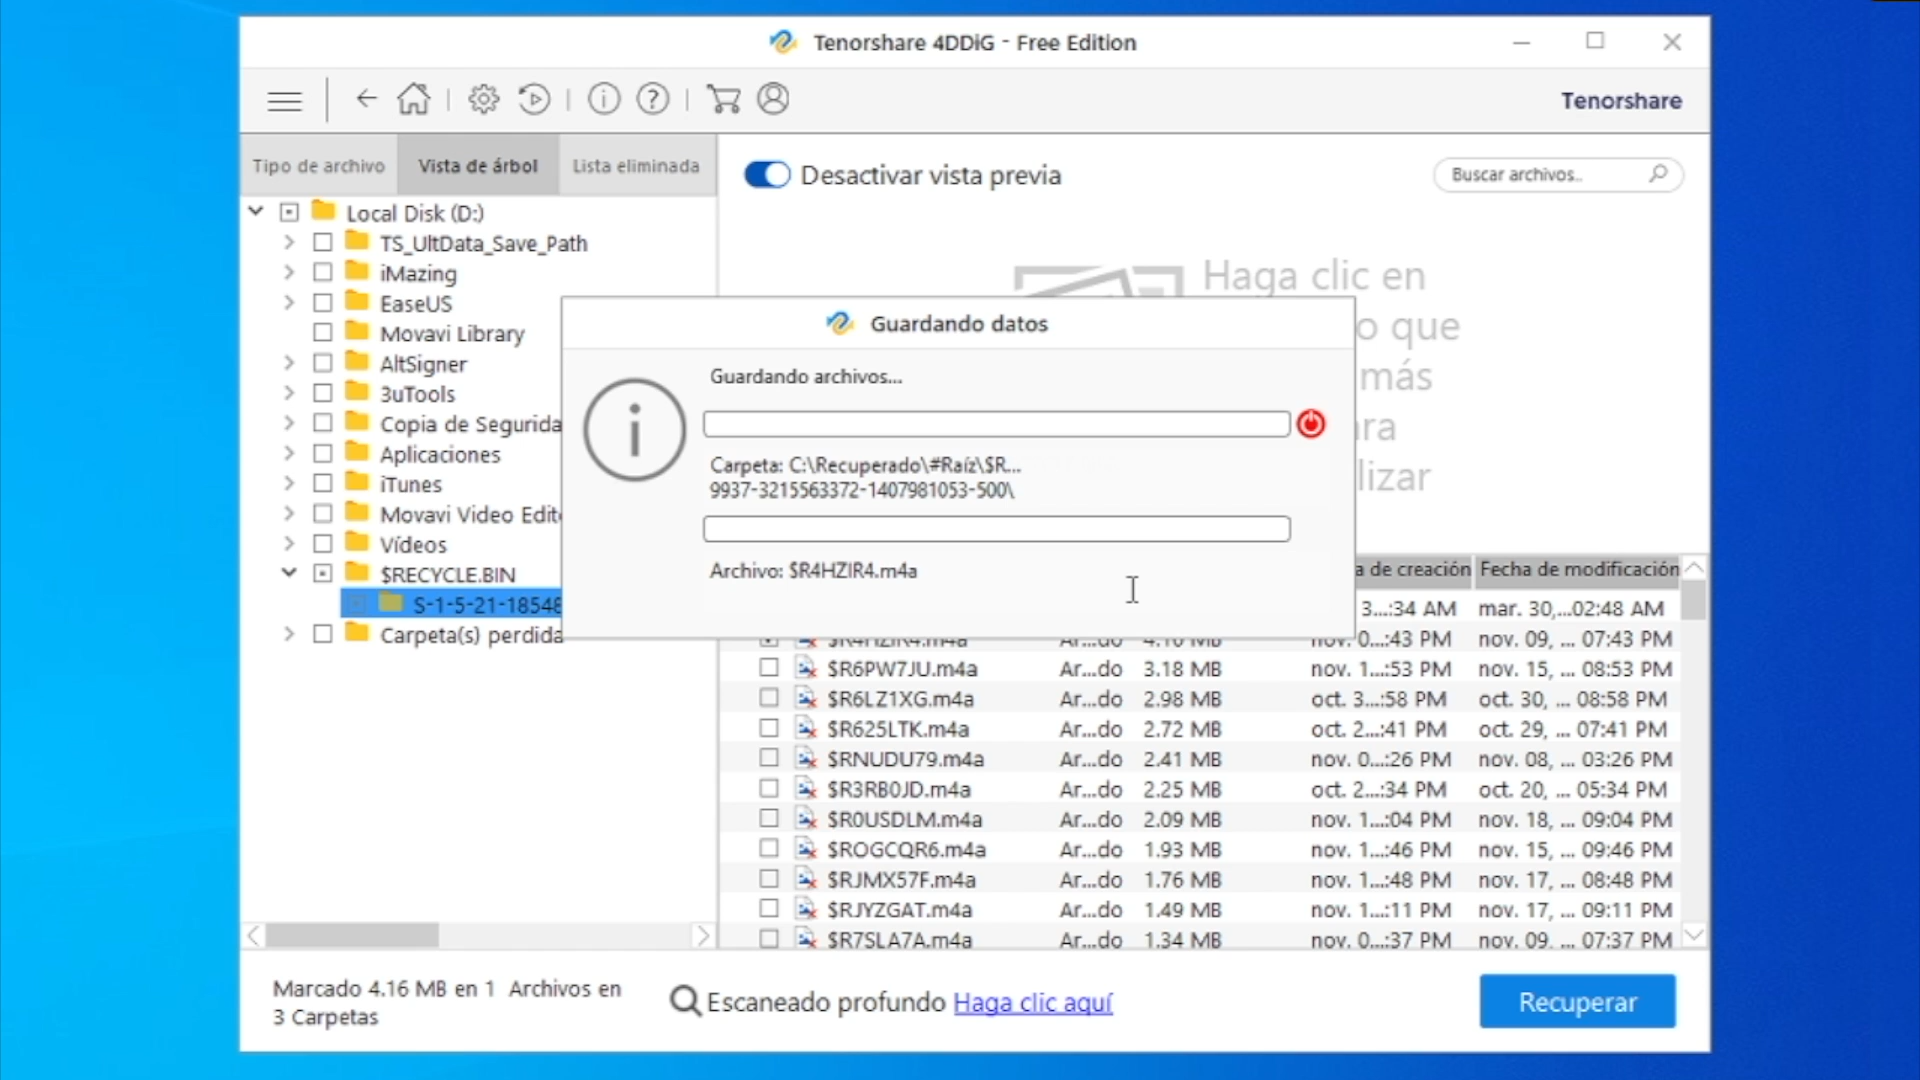 Tenorshare 4DDiG - Free Edition
Tenorshare
Tipo de archivo
Vista de árbol
Lista eliminada
Desactivar vista previa
Buscar archivos..
Local Disk (D:)
TS_UltData_Save_Path
iMazing
EaseUS
Movavi Library
AltSigner
3uTools
Copia de Segurida
Aplicaciones
iTunes
Movavi Video Edit
Vídeos
$RECYCLE.BIN
S-1-5-21-18548
Carpeta(s) perdida
Haga clic en
o que
más
ra
lizar
Guardando datos
Guardando archivos...
Carpeta: C:\Recuperado\#Raíz\$R...
9937-3215563372-1407981053-500\
Archivo: $R4HZIR4.m4a
a de creación Fecha de modificación
3...:34 AM mar. 30,...02:48 AM
$R4HZIR4.m4a Ar...do 4.16 MB nov. 0...:43 PM nov. 09, ... 07:43 PM
$R6PW7JU.m4a Ar...do 3.18 MB nov. 1...:53 PM nov. 15, ... 08:53 PM
$R6LZ1XG.m4a Ar...do 2.98 MB oct. 3...:58 PM oct. 30, ... 08:58 PM
$R625LTK.m4a Ar...do 2.72 MB oct. 2...:41 PM oct. 29, ... 07:41 PM
$RNUDU79.m4a Ar...do 2.41 MB nov. 0...:26 PM nov. 08, ... 03:26 PM
$R3RB0JD.m4a Ar...do 2.25 MB oct. 2...:34 PM oct. 20, ... 05:34 PM
$R0USDLM.m4a Ar...do 2.09 MB nov. 1...:04 PM nov. 18, ... 09:04 PM
$ROGCQR6.m4a Ar...do 1.93 MB nov. 1...:46 PM nov. 15, ... 09:46 PM
$RJMX57F.m4a Ar...do 1.76 MB nov. 1...:48 PM nov. 17, ... 08:48 PM
$RJYZGAT.m4a Ar...do 1.49 MB nov. 1...:11 PM nov. 17, ... 09:11 PM
$R7SLA7A.m4a Ar...do 1.34 MB nov. 0...:37 PM nov. 09, ... 07:37 PM
Marcado 4.16 MB en 1 Archivos en
3 Carpetas
Escaneado profundo Haga clic aquí
Recuperar